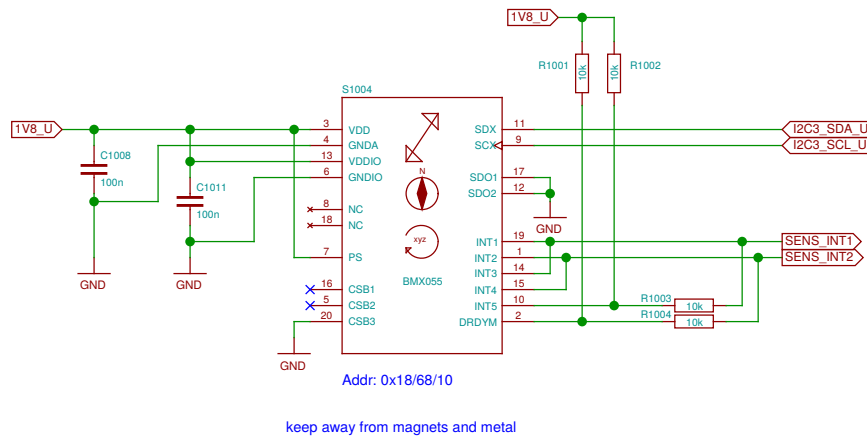 1V8_U
R1001
10k
10k
R1002
S1004
1V8_U
3
VDD
SDX
11
I2C3_SDA_U
4
GNDA
SCX
9
I2C3_SCL_U
C1008
100n
13
VDDIO
6
GNDIO
N
SDO1
17
SDO2
12
C1011
100n
8
NC
18
NC
GND
xyz
INT1
19
SENS_INT1
7
PS
INT2
1
SENS_INT2
GND
GND
BMX055
INT3
14
16
CSB1
INT4
15
5
CSB2
INT5
10
R1003
10k
20
CSB3
DRDYM
2
R1004
10k
GND
Addr: 0x18/68/10
keep away from magnets and metal